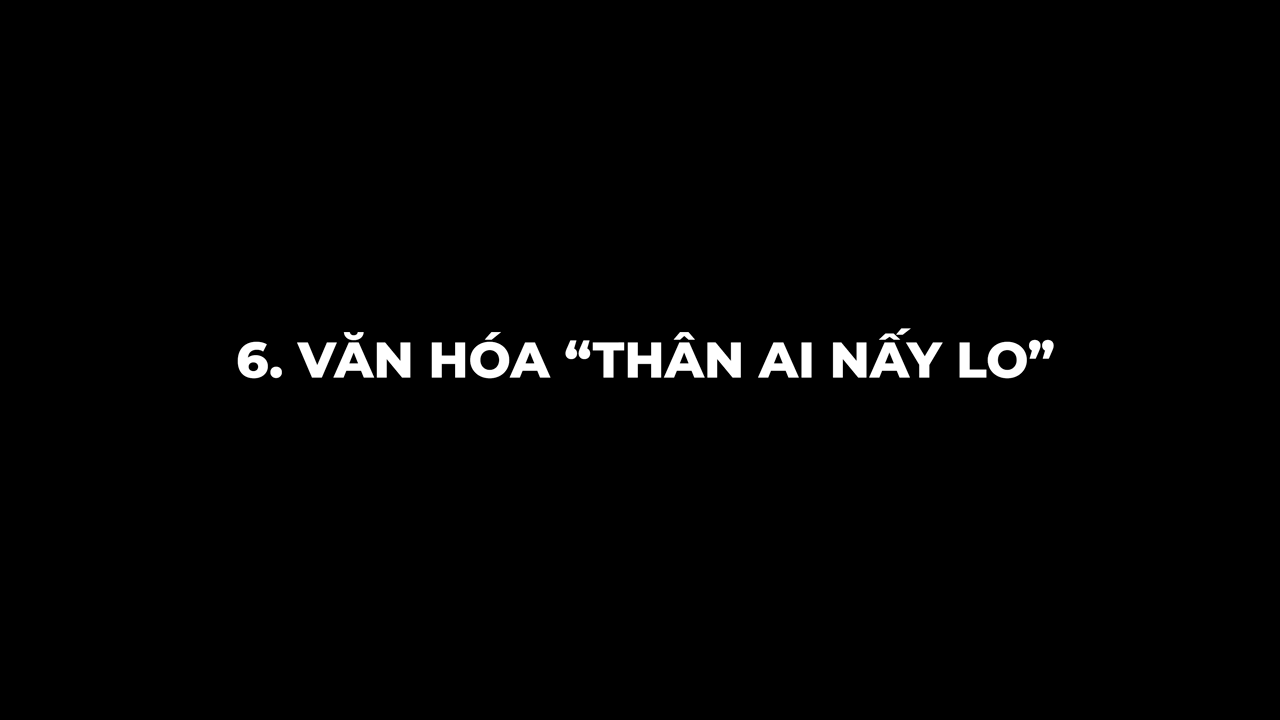 6. VĂN HÓA “THÂN AI NẤY LO”